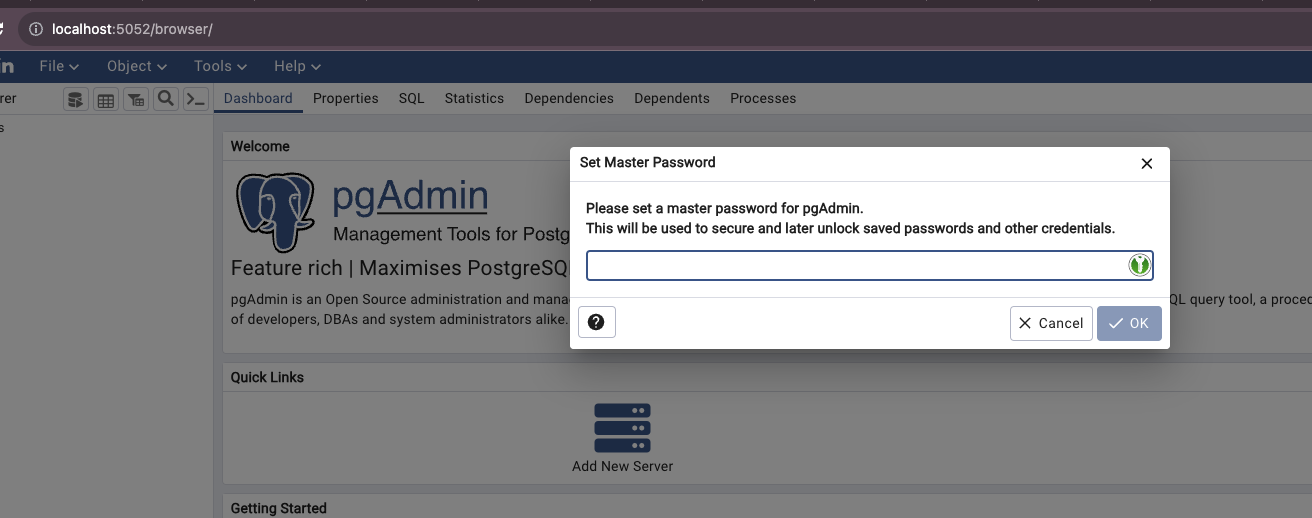 localhost:5052/browser/
in File Object Tools Help
rer
Dashboard Properties SQL Statistics Dependencies Dependents Processes
s
Welcome
pgAdmin
Management Tools for Postg
Feature rich | Maximises PostgreSQ
pgAdmin is an Open Source administration and mana
QL query tool, a proced
of developers, DBAs and system administrators alike.
Set Master Password
Please set a master password for pgAdmin.
This will be used to secure and later unlock saved passwords and other credentials.
? Cancel OK
Quick Links
Add New Server
Getting Started